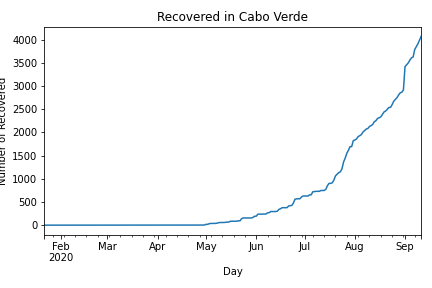 Recovered in Cabo Verde
Number of Recovered
4000
3500
3000
2500
2000
1500
1000
500
0
Feb Mar Apr May Jun Jul Aug Sep
2020
Day